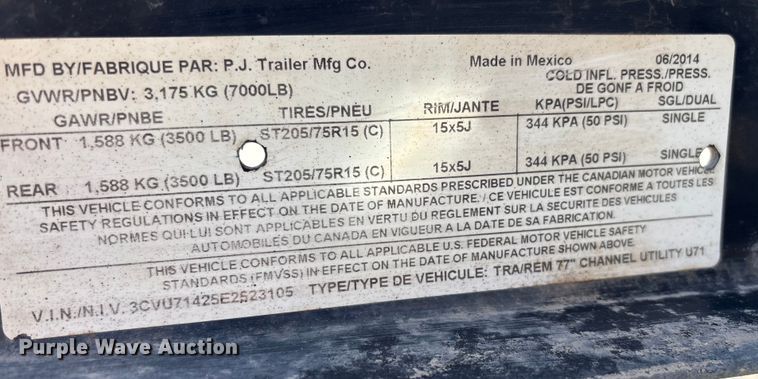 MFD BY/FABRIQUE PAR: P.J. Trailer Mfg Co. Made in Mexico 06/2014
GVWR/PNBV: 3,175 KG (7000LB) COLD INFL. PRESS./PRESS. DE GONF A FROID
GAWR/PNBE TIRES/PNEU RIM/JANTE KPA(PSI/LPC) SGL/DUAL
FRONT 1,588 KG (3500 LB) ST205/75R15 (C) 15x5J 344 KPA (50 PSI) SINGLE
REAR 1,588 KG (3500 LB) ST205/75R15 (C) 15x5J 344 KPA (50 PSI) SINGLE
THIS VEHICLE CONFORMS TO ALL APPLICABLE STANDARDS PRESCRIBED UNDER THE CANADIAN MOTOR VEHICLE
SAFETY REGULATIONS IN EFFECT ON THE DATE OF MANUFACTURE. / CE VEHICULE EST CONFORME A TOUTES LES
NORMES QUI LUI SONT APPLICABLES EN VERTU DU REGLEMENT SUR LA SECURITE DES VEHICULES
AUTOMOBILES DU CANADA EN VIGUEUR A LA DATE DE SA FABRICATION.
THIS VEHICLE CONFORMS TO ALL APPLICABLE U.S. FEDERAL MOTOR VEHICLE SAFETY
STANDARDS (FMVSS) IN EFFECT ON THE DATE OF MANUFACTURE SHOWN ABOVE.
V.I.N./N.I.V. 3CVU71425E2523105 TYPE/TYPE DE VEHICULE: TRA/REM 77" CHANNEL UTILITY U71
Purple Wave Auction